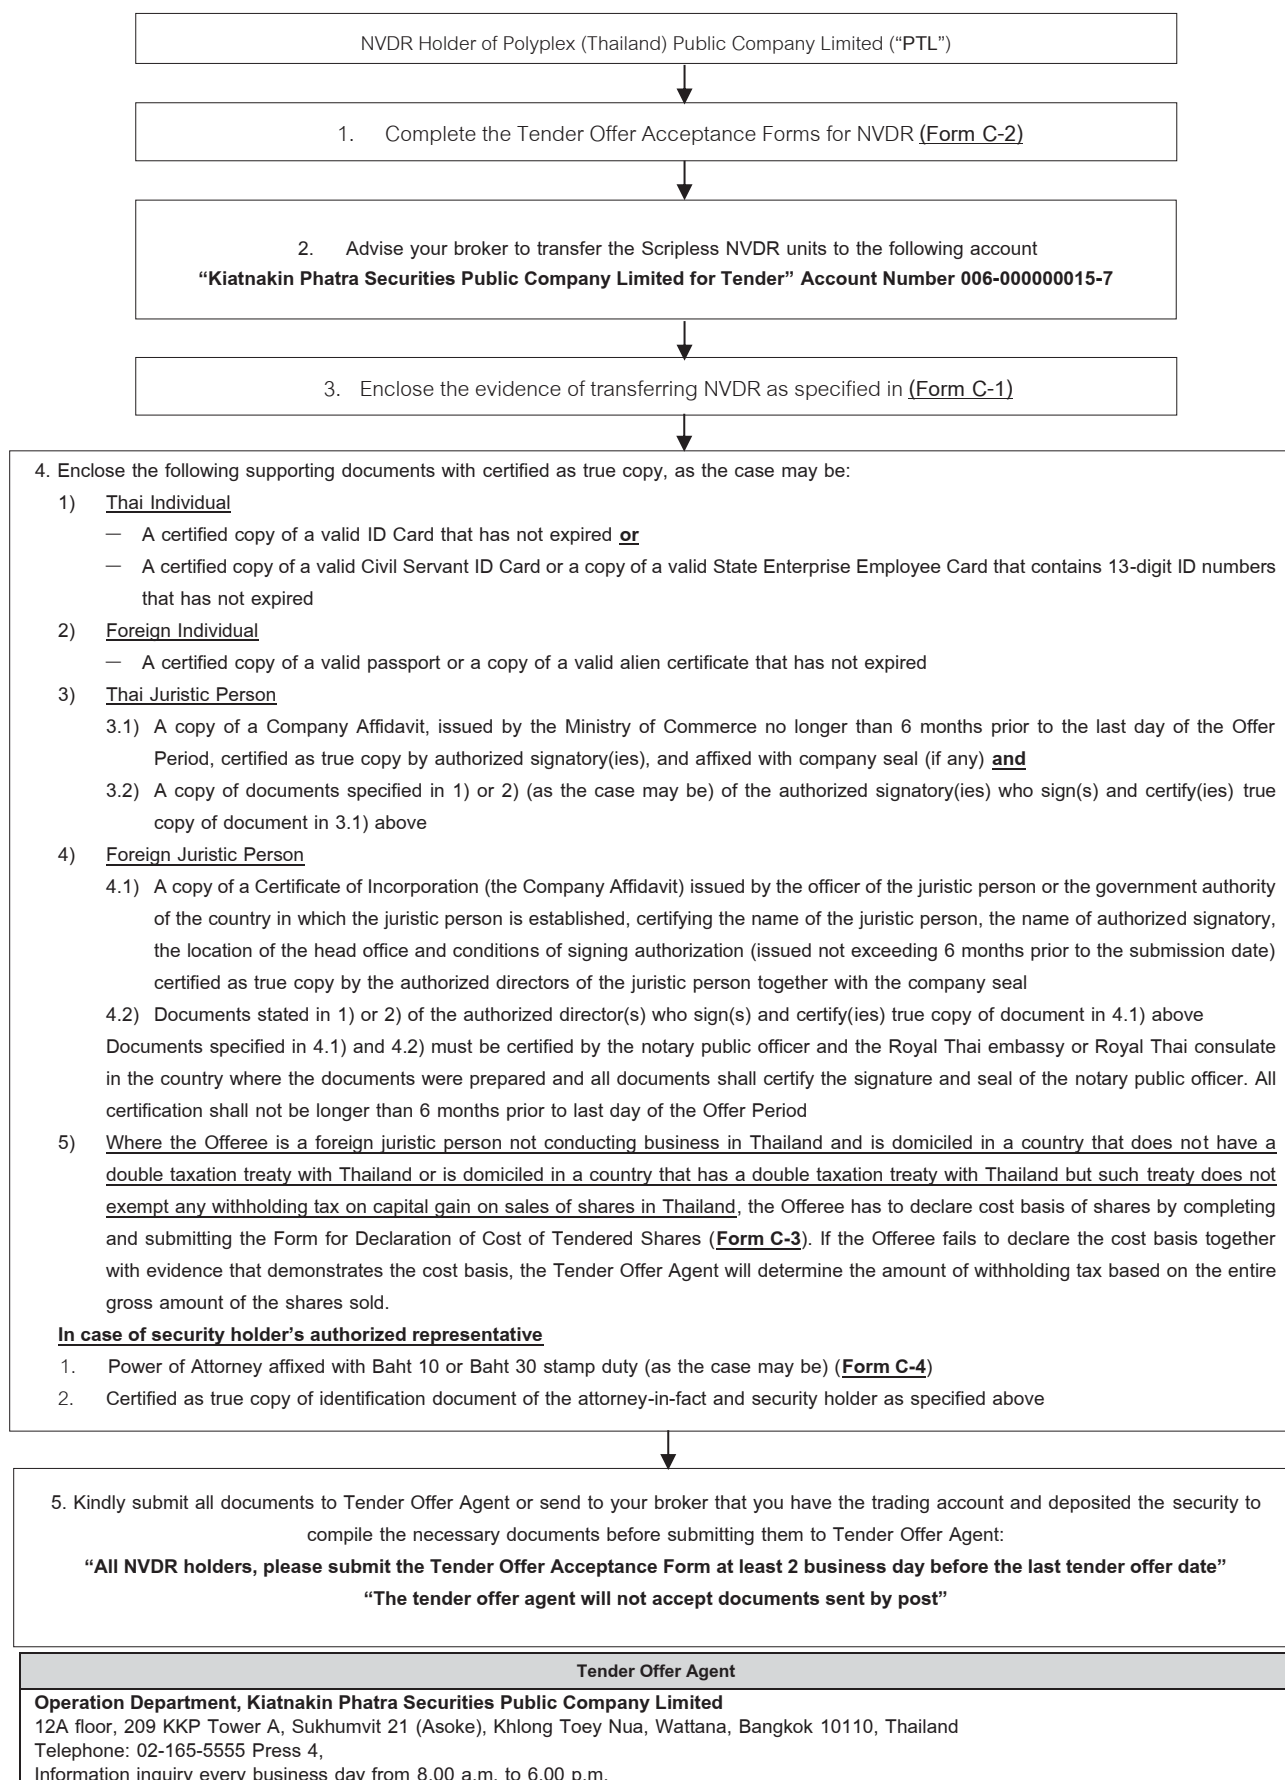 NVDR Holder of Polyplex (Thailand) Public Company Limited (“PTL”)
1. Complete the Tender Offer Acceptance Forms for NVDR (Form C-2)
2. Advise your broker to transfer the Scripless NVDR units to the following account
“Kiatnakin Phatra Securities Public Company Limited for Tender” Account Number 006-000000015-7
3. Enclose the evidence of transferring NVDR as specified in (Form C-1)
4. Enclose the following supporting documents with certified as true copy, as the case may be:
1) Thai Individual
— A certified copy of a valid ID Card that has not expired or
— A certified copy of a valid Civil Servant ID Card or a copy of a valid State Enterprise Employee Card that contains 13-digit ID numbers
that has not expired
2) Foreign Individual
— A certified copy of a valid passport or a copy of a valid alien certificate that has not expired
3) Thai Juristic Person
3.1) A copy of a Company Affidavit, issued by the Ministry of Commerce no longer than 6 months prior to the last day of the Offer
Period, certified as true copy by authorized signatory(ies), and affixed with company seal (if any) and
3.2) A copy of documents specified in 1) or 2) (as the case may be) of the authorized signatory(ies) who sign(s) and certify(ies) true
copy of document in 3.1) above
4) Foreign Juristic Person
4.1) A copy of a Certificate of Incorporation (the Company Affidavit) issued by the officer of the juristic person or the government authority
of the country in which the juristic person is established, certifying the name of the juristic person, the name of authorized signatory,
the location of the head office and conditions of signing authorization (issued not exceeding 6 months prior to the submission date)
certified as true copy by the authorized directors of the juristic person together with the company seal
4.2) Documents stated in 1) or 2) of the authorized director(s) who sign(s) and certify(ies) true copy of document in 4.1) above
Documents specified in 4.1) and 4.2) must be certified by the notary public officer and the Royal Thai embassy or Royal Thai consulate
in the country where the documents were prepared and all documents shall certify the signature and seal of the notary public officer. All
certification shall not be longer than 6 months prior to last day of the Offer Period
5) Where the Offeree is a foreign juristic person not conducting business in Thailand and is domiciled in a country that does not have a
double taxation treaty with Thailand or is domiciled in a country that has a double taxation treaty with Thailand but such treaty does not
exempt any withholding tax on capital gain on sales of shares in Thailand, the Offeree has to declare cost basis of shares by completing
and submitting the Form for Declaration of Cost of Tendered Shares (Form C-3). If the Offeree fails to declare the cost basis together
with evidence that demonstrates the cost basis, the Tender Offer Agent will determine the amount of withholding tax based on the entire
gross amount of the shares sold.
In case of security holder’s authorized representative
1. Power of Attorney affixed with Baht 10 or Baht 30 stamp duty (as the case may be) (Form C-4)
2. Certified as true copy of identification document of the attorney-in-fact and security holder as specified above
5. Kindly submit all documents to Tender Offer Agent or send to your broker that you have the trading account and deposited the security to
compile the necessary documents before submitting them to Tender Offer Agent:
“All NVDR holders, please submit the Tender Offer Acceptance Form at least 2 business day before the last tender offer date”
“The tender offer agent will not accept documents sent by post”
Tender Offer Agent
Operation Department, Kiatnakin Phatra Securities Public Company Limited
12A floor, 209 KKP Tower A, Sukhumvit 21 (Asoke), Khlong Toey Nua, Wattana, Bangkok 10110, Thailand
Telephone: 02-165-5555 Press 4,
Information inquiry every business day from 8.00 a.m. to 6.00 p.m.